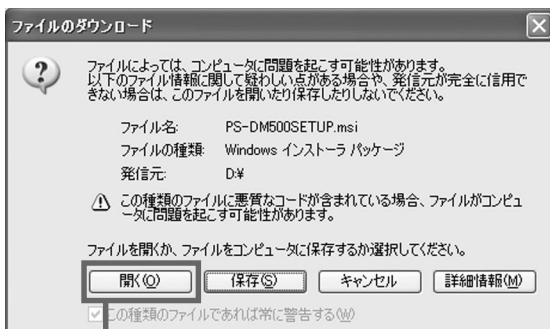 ファイルのダウンロード
ファイルによっては、コンピュータに問題を起こす可能性があります。
以下のファイル情報に関して疑わしい点がある場合や、発信元が完全に信用で
きない場合は、このファイルを開いたり保存したりしないでください。
ファイル名: PS-DM500SETUP.msi
ファイルの種類: Windows インストーラ パッケージ
発信元: D:¥
この種類のファイルに悪質なコードが含まれている場合、ファイルがコンピュ
ータに問題を起こす可能性があります。
ファイルを開くか、ファイルをコンピュータに保存するか選択してください。
開く(O) 保存(S) キャンセル 詳細情報(M)
この種類のファイルであれば常に警告する(W)